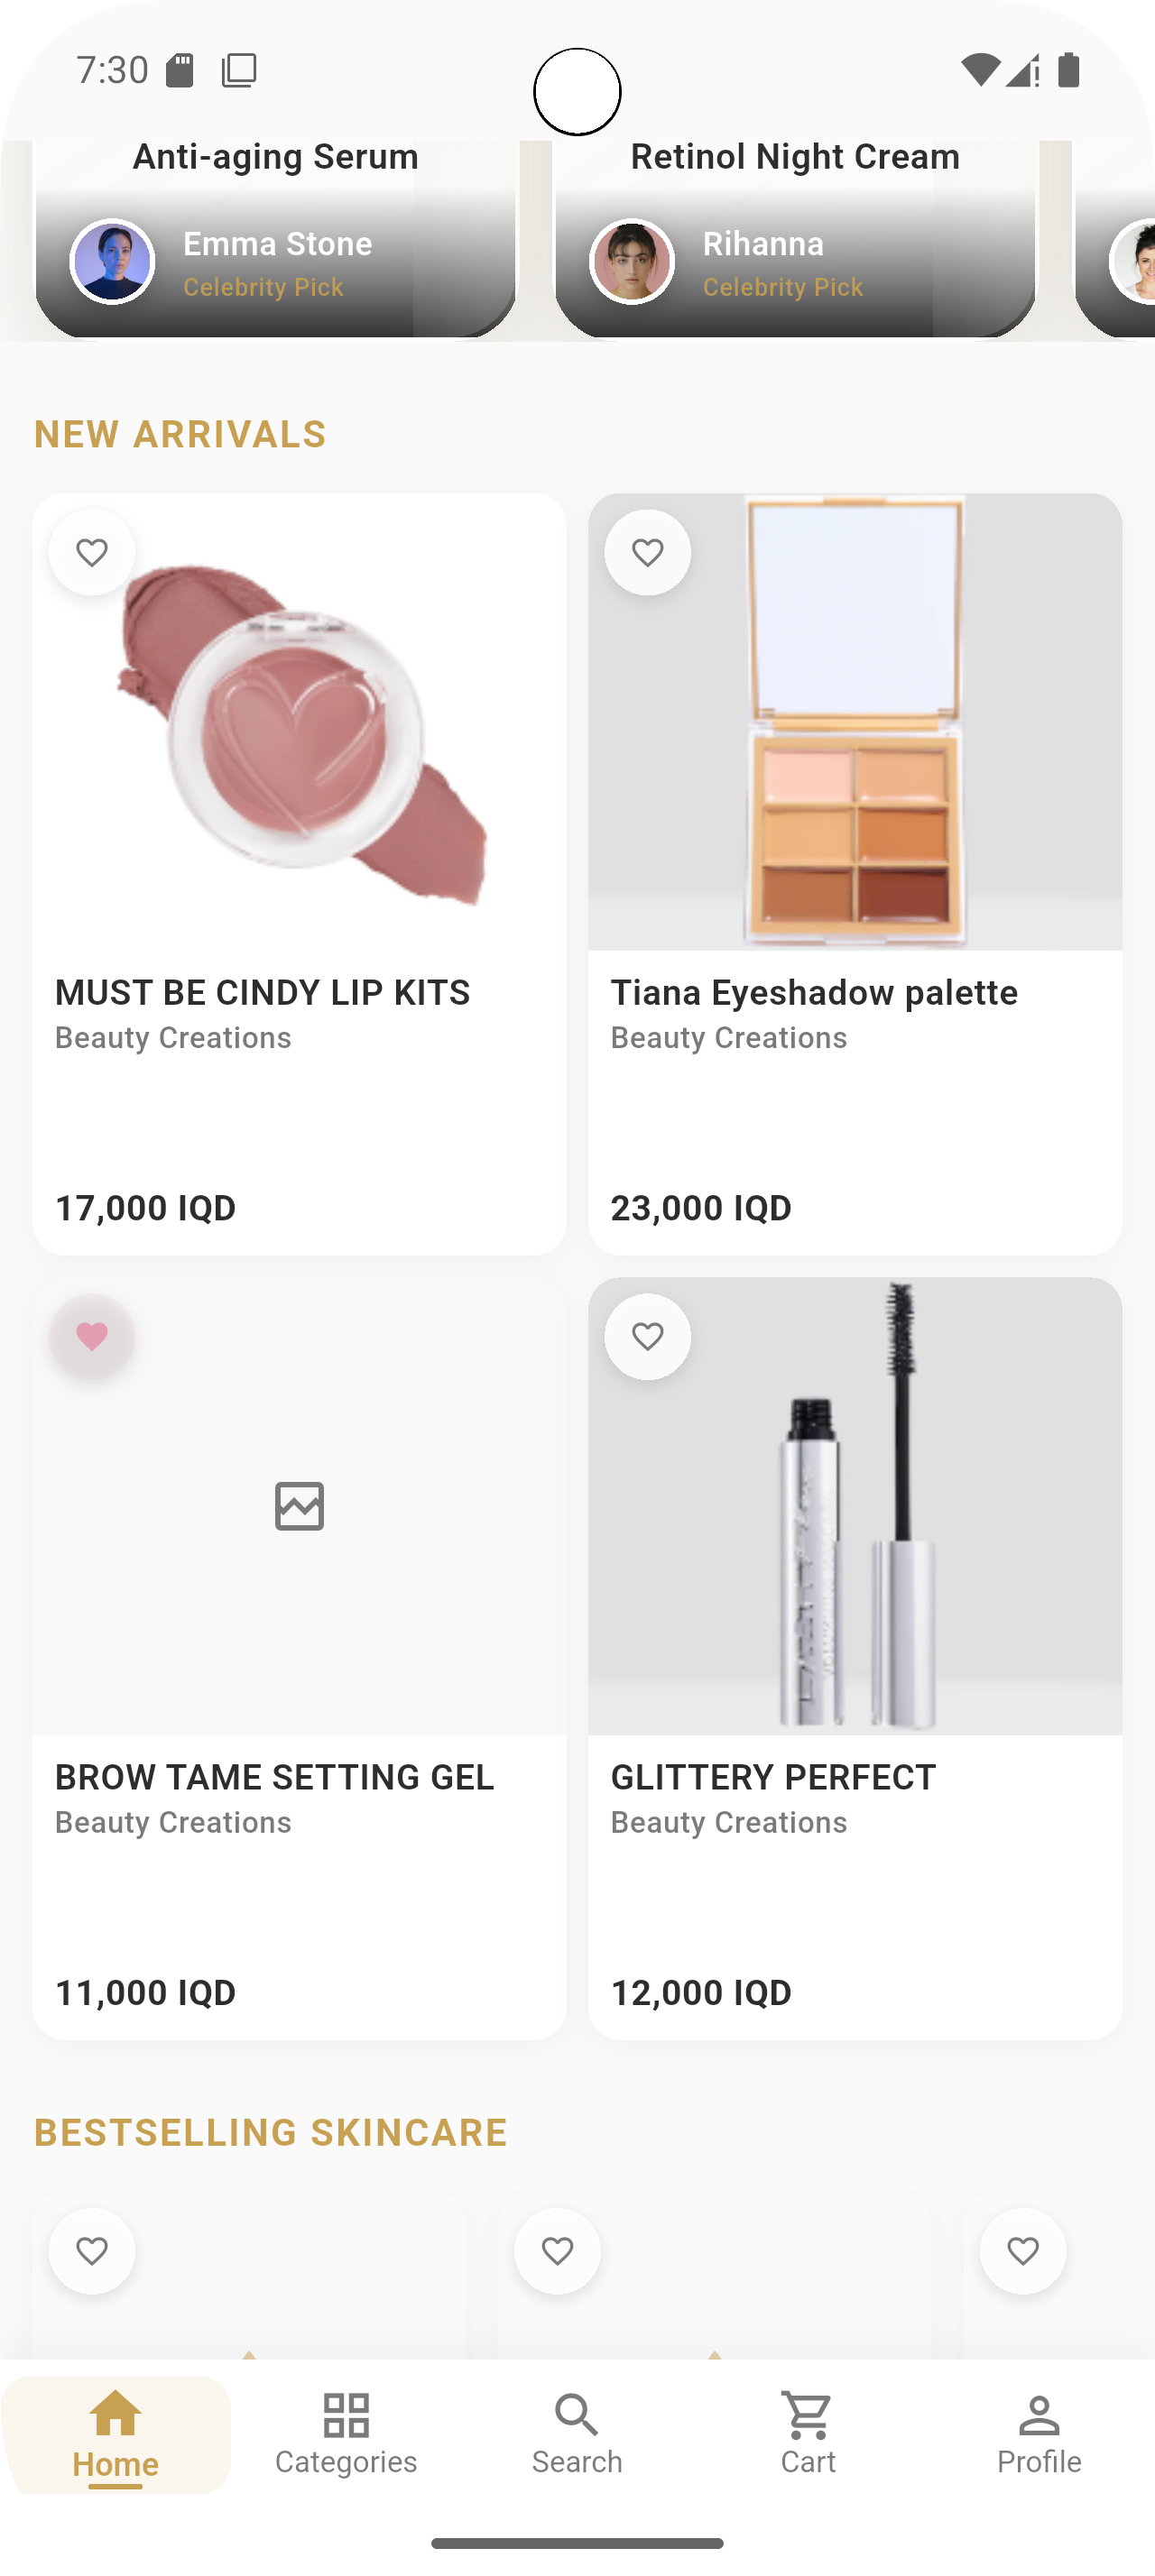 7:30
Anti-aging Serum
Retinol Night Cream
Emma Stone
Celebrity Pick
Rihanna
Celebrity Pick
NEW ARRIVALS
MUST BE CINDY LIP KITS
Beauty Creations
17,000 IQD
Tiana Eyeshadow palette
Beauty Creations
23,000 IQD
BROW TAME SETTING GEL
Beauty Creations
11,000 IQD
GLITTERY PERFECT
Beauty Creations
12,000 IQD
BESTSELLING SKINCARE
Home
Categories
Search
Cart
Profile